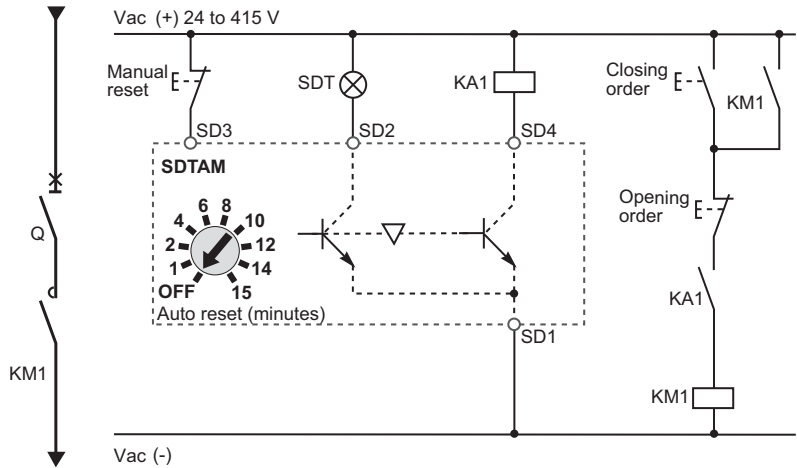 Vac (+) 24 to 415 V
Manual
reset
SDT
KA1
Closing
order
KM1
SD3
SD2
SD4
SDTAM
6 8
4 10
2 12
1 14
OFF 15
Auto reset (minutes)
SD1
Opening
order
KA1
KM1
Q
KM1
Vac (-)